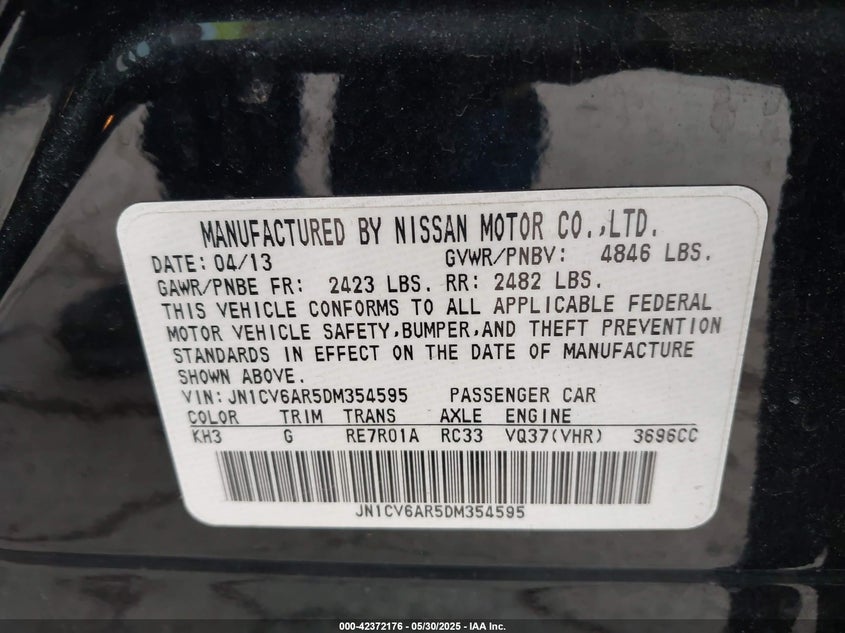 MANUFACTURED BY NISSAN MOTOR CO.,LTD.
DATE: 04/13 GVWR/PNBV: 4846 LBS.
GAWR/PNBE FR: 2423 LBS. RR: 2482 LBS.
THIS VEHICLE CONFORMS TO ALL APPLICABLE FEDERAL
MOTOR VEHICLE SAFETY,BUMPER,AND THEFT PREVENTION
STANDARDS IN EFFECT ON THE DATE OF MANUFACTURE
SHOWN ABOVE.
VIN: JN1CV6AR5DM354595 PASSENGER CAR
COLOR TRIM TRANS AXLE ENGINE
KH3 G RE7R01A RC33 VQ37(VHR) 3696CC
JN1CV6AR5DM354595
000-42372176 - 05/30/2025 - IAA Inc.